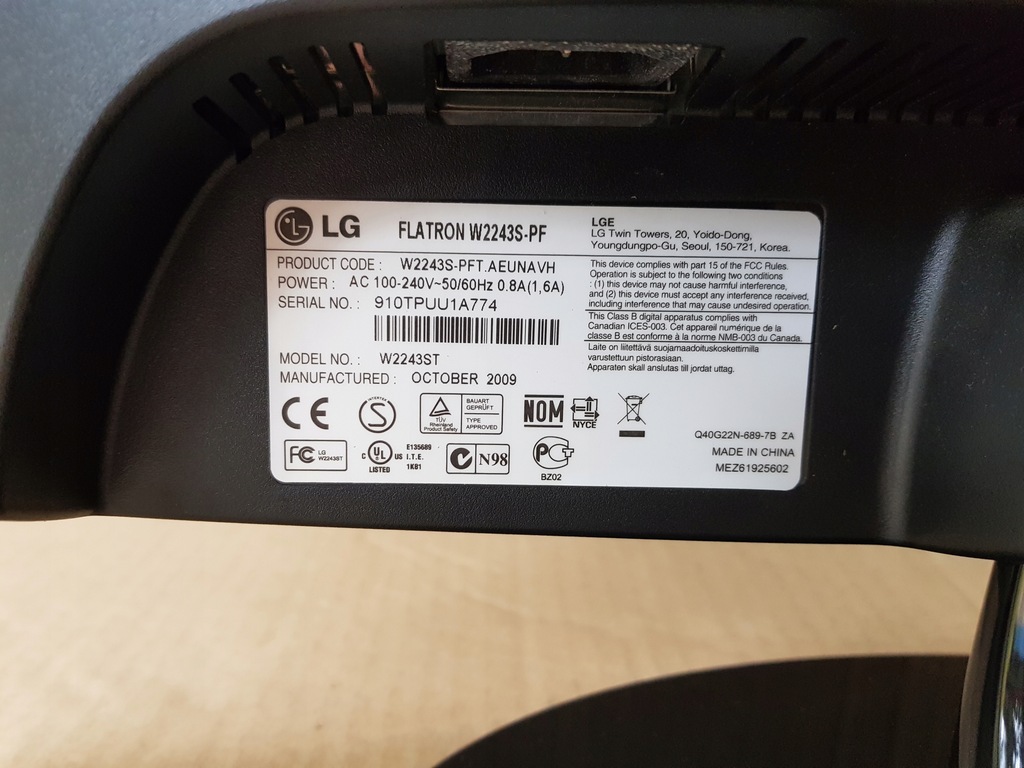 LG FLATRON W2243S-PF
LGE
LG Twin Towers, 20, Yoido-Dong,
Youngdungpo-Gu, Seoul, 150-721, Korea.
PRODUCT CODE : W2243S-PFT.AEUNAVH
POWER : AC 100-240V~50/60Hz 0.8A(1,6A)
SERIAL NO. : 910TPUU1A774
MODEL NO. : W2243ST
MANUFACTURED : OCTOBER 2009
This device complies with part 15 of the FCC Rules.
Operation is subject to the following two conditions
: (1) this device may not cause harmful interference,
and (2) this device must accept any interference received,
including interference that may cause undesired operation.
This Class B digital apparatus complies with
Canadian ICES-003. Cet appareil numérique de la
classe B est conforme à la norme NMB-003 du Canada.
Laite on liitettävä suojamaadoituskoskettimilla
varustettuun pistorasiaan.
Apparaten skall anslutas till jordat uttag.
CE
INTERTEK
S
TÜV
Rheinland
Product Safety
BAUART
GEPRÜFT
TYPE
APPROVED
NOM
NYCE
FC LG
W2243ST
C UL US
LISTED
E135689
I.T.E.
1KB1
N98
PCT
BZ02
Q40G22N-689-7B ZA
MADE IN CHINA
MEZ61925602